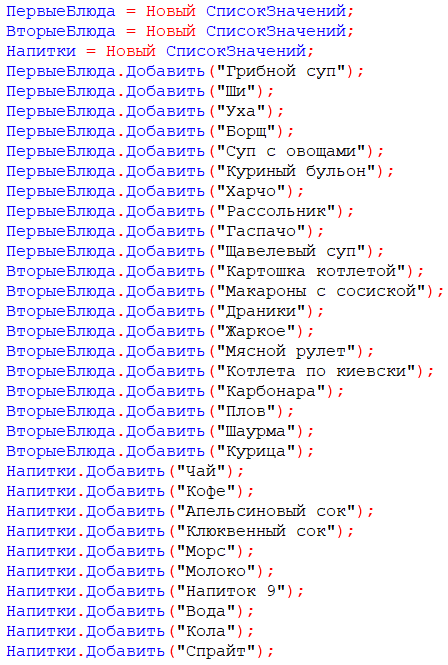 ПервыеБлюда = Новый СписокЗначений;
ВторыеБлюда = Новый СписокЗначений;
Напитки = Новый СписокЗначений;
ПервыеБлюда.Добавить("Грибной суп");
ПервыеБлюда.Добавить("Ши");
ПервыеБлюда.Добавить("Уха");
ПервыеБлюда.Добавить("Борщ");
ПервыеБлюда.Добавить("Суп с овощами");
ПервыеБлюда.Добавить("Куриный бульон");
ПервыеБлюда.Добавить("Харчо");
ПервыеБлюда.Добавить("Рассольник");
ПервыеБлюда.Добавить("Гаспачо");
ПервыеБлюда.Добавить("Щавелевый суп");
ВторыеБлюда.Добавить("Картошка котлетой");
ВторыеБлюда.Добавить("Макароны с сосиской");
ВторыеБлюда.Добавить("Драники");
ВторыеБлюда.Добавить("Жаркое");
ВторыеБлюда.Добавить("Мясной рулет");
ВторыеБлюда.Добавить("Котлета по киевски");
ВторыеБлюда.Добавить("Карбонара");
ВторыеБлюда.Добавить("Плов");
ВторыеБлюда.Добавить("Шаурма");
ВторыеБлюда.Добавить("Курица");
Напитки.Добавить("Чай");
Напитки.Добавить("Кофе");
Напитки.Добавить("Апельсиновый сок");
Напитки.Добавить("Клюквенный сок");
Напитки.Добавить("Морс");
Напитки.Добавить("Молоко");
Напитки.Добавить("Напиток 9");
Напитки.Добавить("Вода");
Напитки.Добавить("Кола");
Напитки.Добавить("Спрайт");